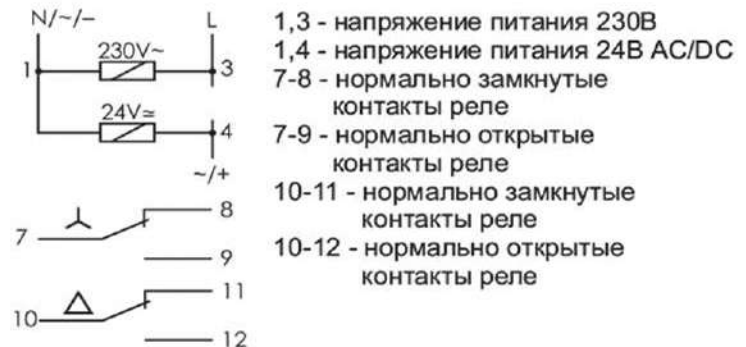 N/~/–
L
230V~
1
3
24V≂
4
~/+
7
8
9
10
11
12
1,3 - напряжение питания 230В
1,4 - напряжение питания 24В AC/DC
7-8 - нормально замкнутые
контакты реле
7-9 - нормально открытые
контакты реле
10-11 - нормально замкнутые
контакты реле
10-12 - нормально открытые
контакты реле